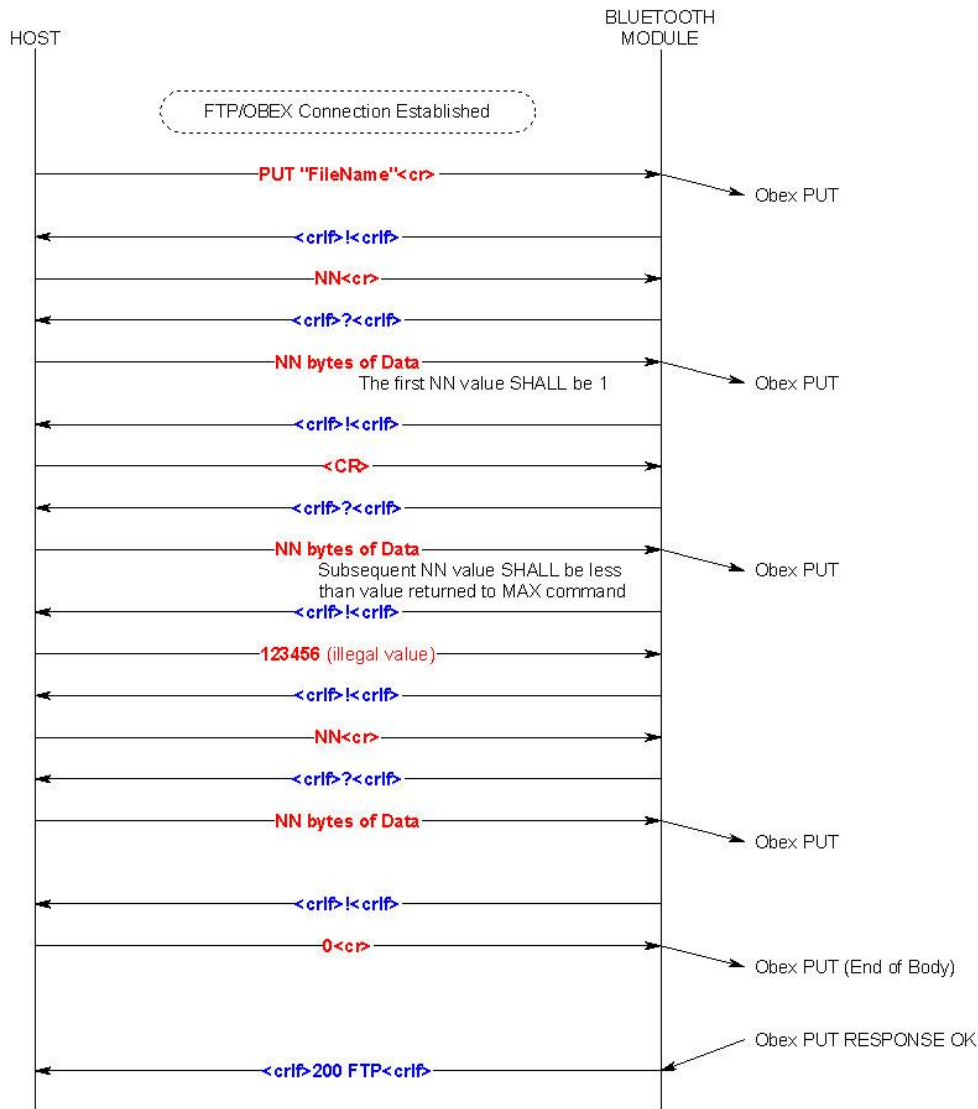 HOST
BLUETOOTH
MODULE
FTP/OBEX Connection Established
PUT "FileName"<cr>
Obex PUT
<crlf>!<crlf>
NN<cr>
<crlf>?<crlf>
NN bytes of Data
The first NN value SHALL be 1
Obex PUT
<crlf>!<crlf>
<CR>
<crlf>?<crlf>
NN bytes of Data
Subsequent NN value SHALL be less
than value returned to MAX command
Obex PUT
<crlf>!<crlf>
123456 (illegal value)
<crlf>!<crlf>
NN<cr>
<crlf>?<crlf>
NN bytes of Data
Obex PUT
<crlf>!<crlf>
0<cr>
Obex PUT (End of Body)
Obex PUT RESPONSE OK
<crlf>200 FTP<crlf>